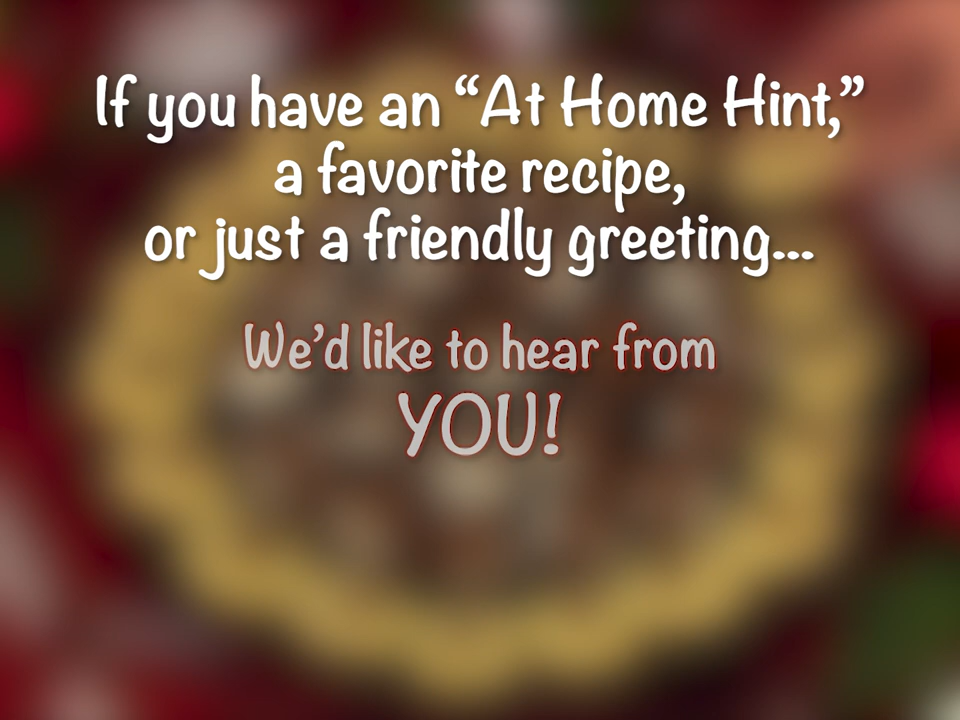 If you have an “At Home Hint,”
a favorite recipe,
or just a friendly greeting...
We’d like to hear from
YOU!